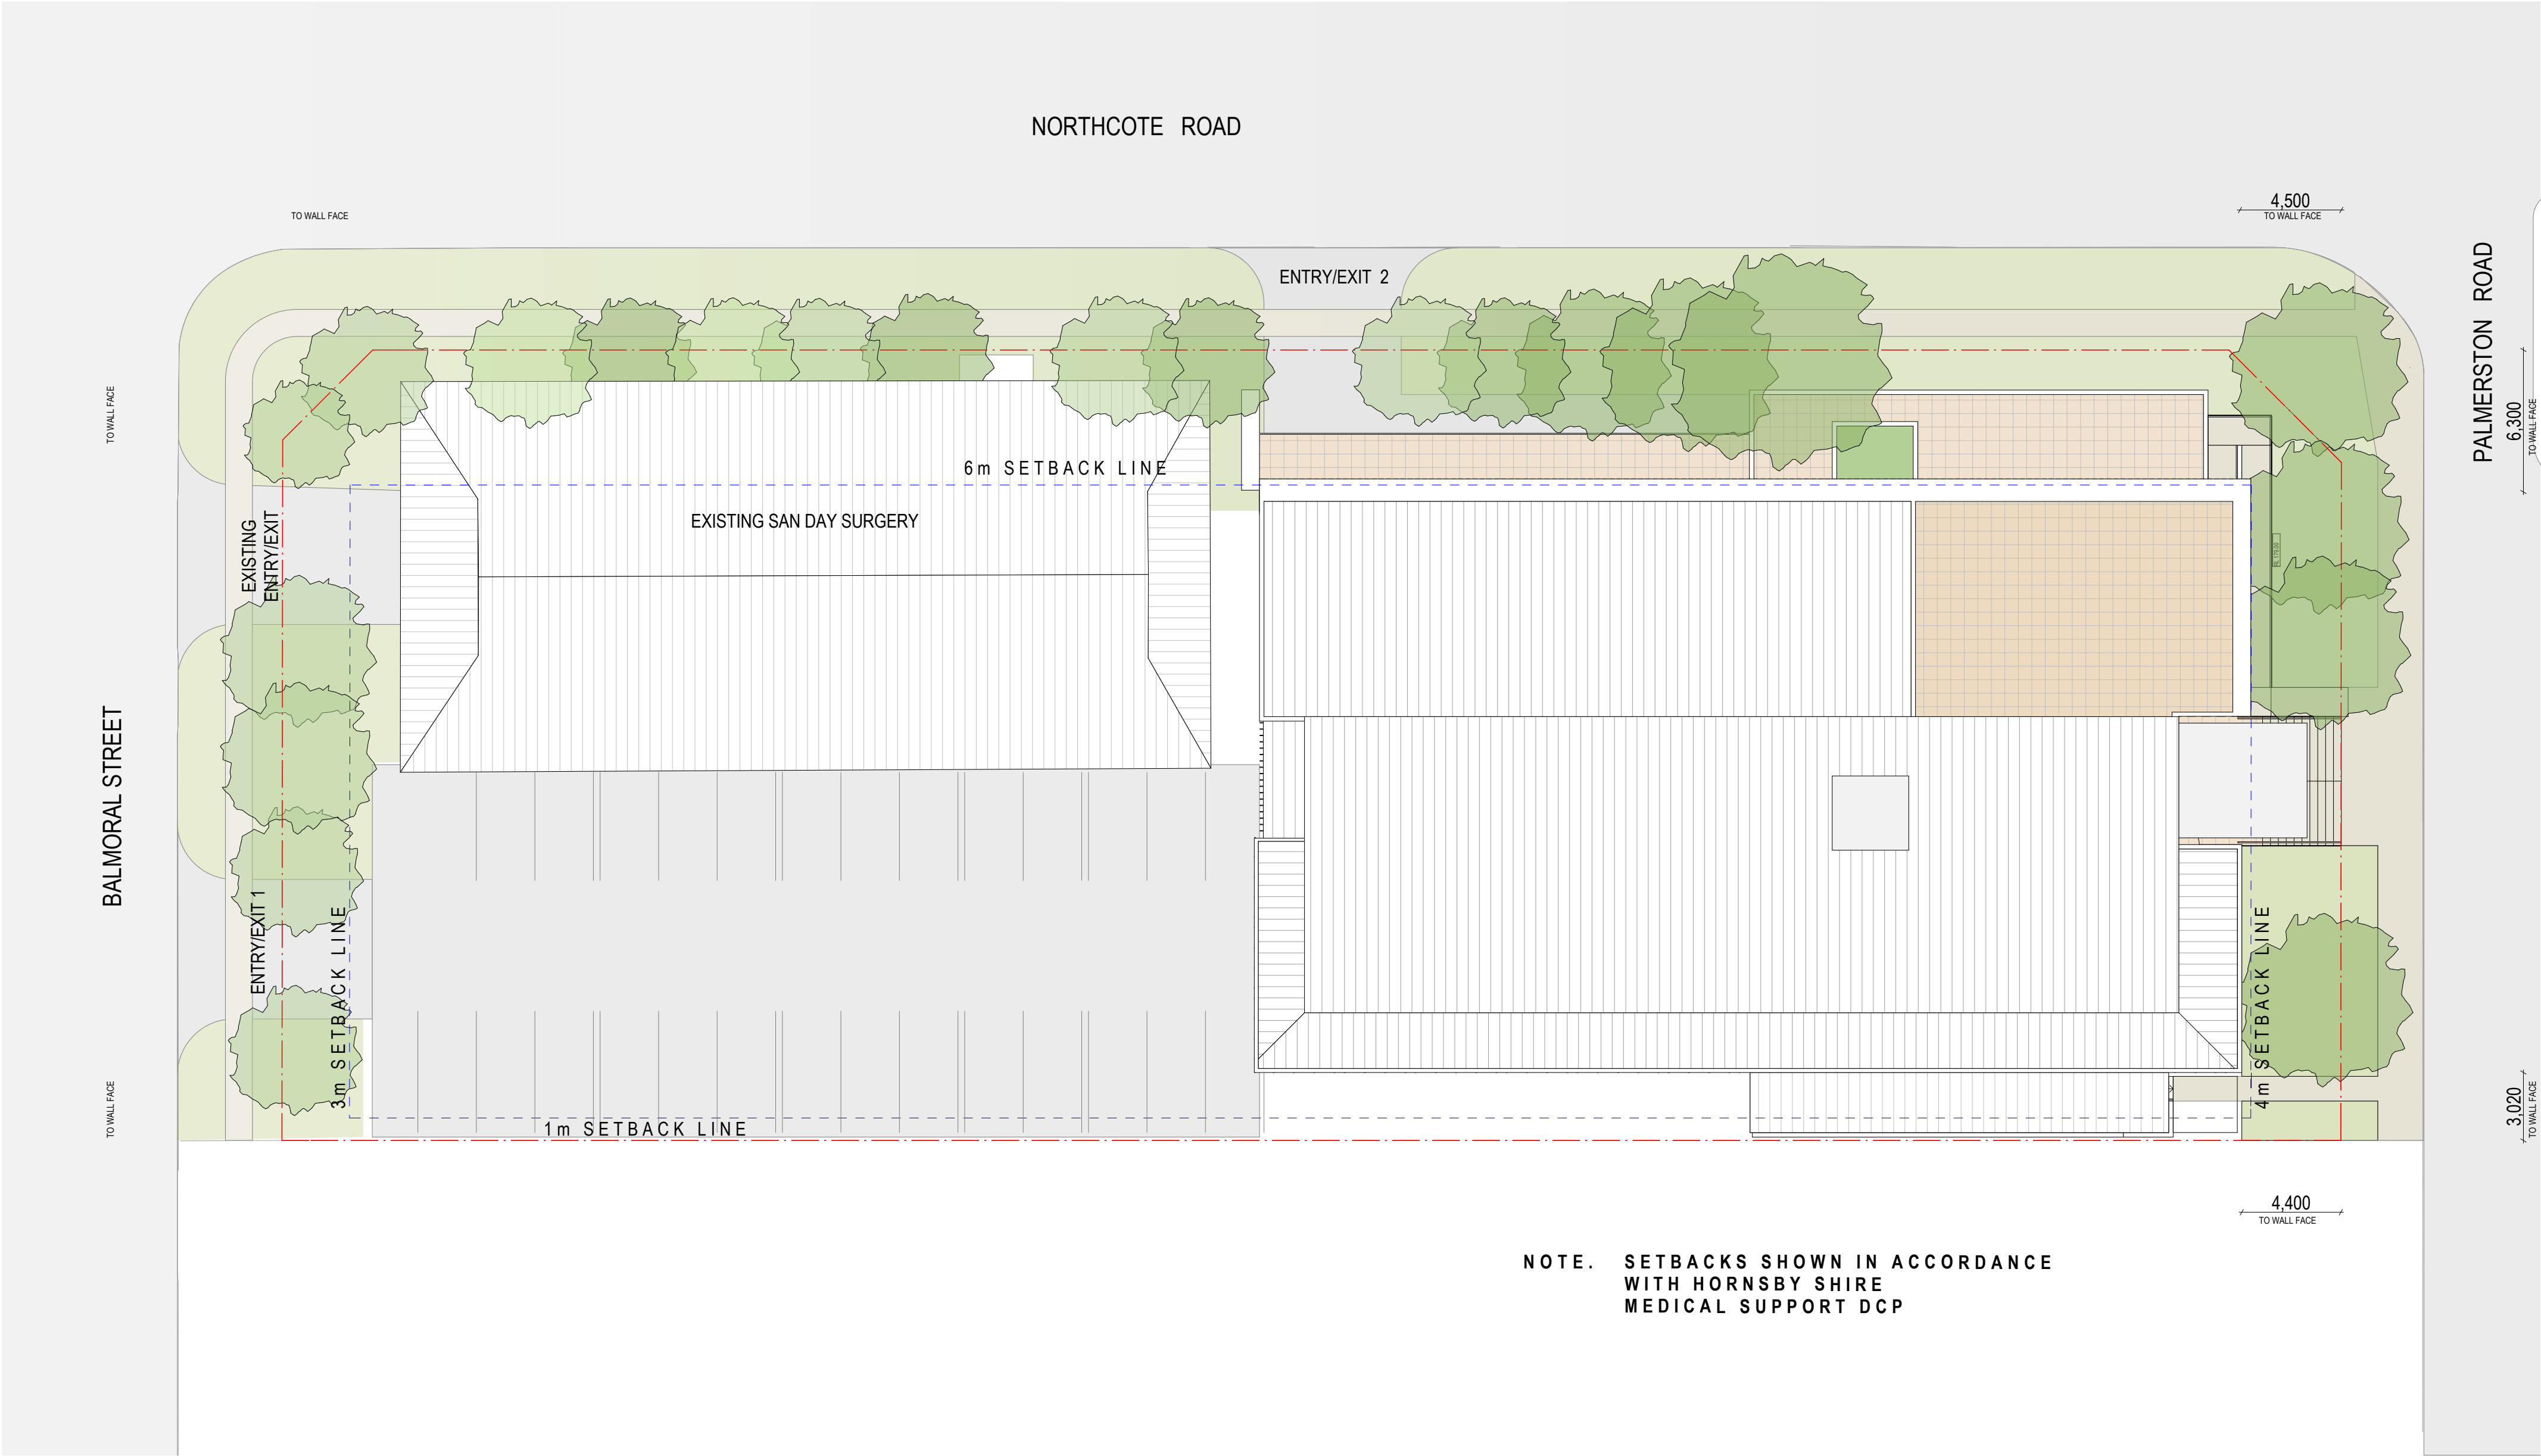 NORTHCOTE ROAD
4,500
TO WALL FACE
TO WALL FACE
ENTRY/EXIT 2
PALMERSTON ROAD
6,300
TO WALL FACE
TO WALL FACE
6m SETBACK LINE
EXISTING SAN DAY SURGERY
EXISTING
ENTRY/EXIT
RL 179.00
BALMORAL STREET
ENTRY/EXIT 1
3m SETBACK LINE
4m SETBACK LINE
TO WALL FACE
3,020
TO WALL FACE
1m SETBACK LINE
4,400
TO WALL FACE
NOTE. SETBACKS SHOWN IN ACCORDANCE
WITH HORNSBY SHIRE
MEDICAL SUPPORT DCP